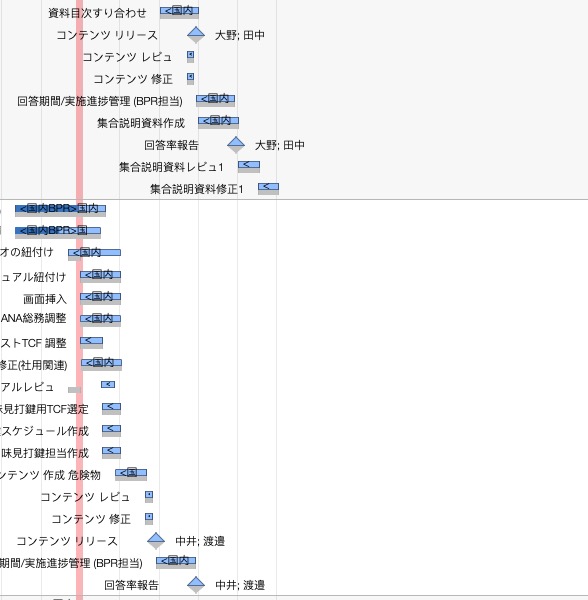 資料目次すり合わせ <国内
コンテンツ リリース 大野; 田中
コンテンツ レビュ
コンテンツ 修正
回答期間/実施進捗管理 (BPR担当) <国内
集合説明資料作成 <国内
回答率報告 大野; 田中
集合説明資料レビュ1 <
集合説明資料修正1 <
<国内BPR>国内
<国内BPR>国
オの紐付け <国内
ュアル紐付け <国内
画面挿入 <国内
ANA総務調整 <国内
ストTCF 調整 <
修正(社用関連) <国内
アルレビュ <
味見打鍵用TCF選定 <
スケジュール作成 <
味見打鍵担当作成 <
ンテンツ 作成 危険物 <国
コンテンツ レビュ
コンテンツ 修正
コンテンツ リリース 中井; 渡邉
期間/実施進捗管理 (BPR担当) <国内
回答率報告 中井; 渡邉